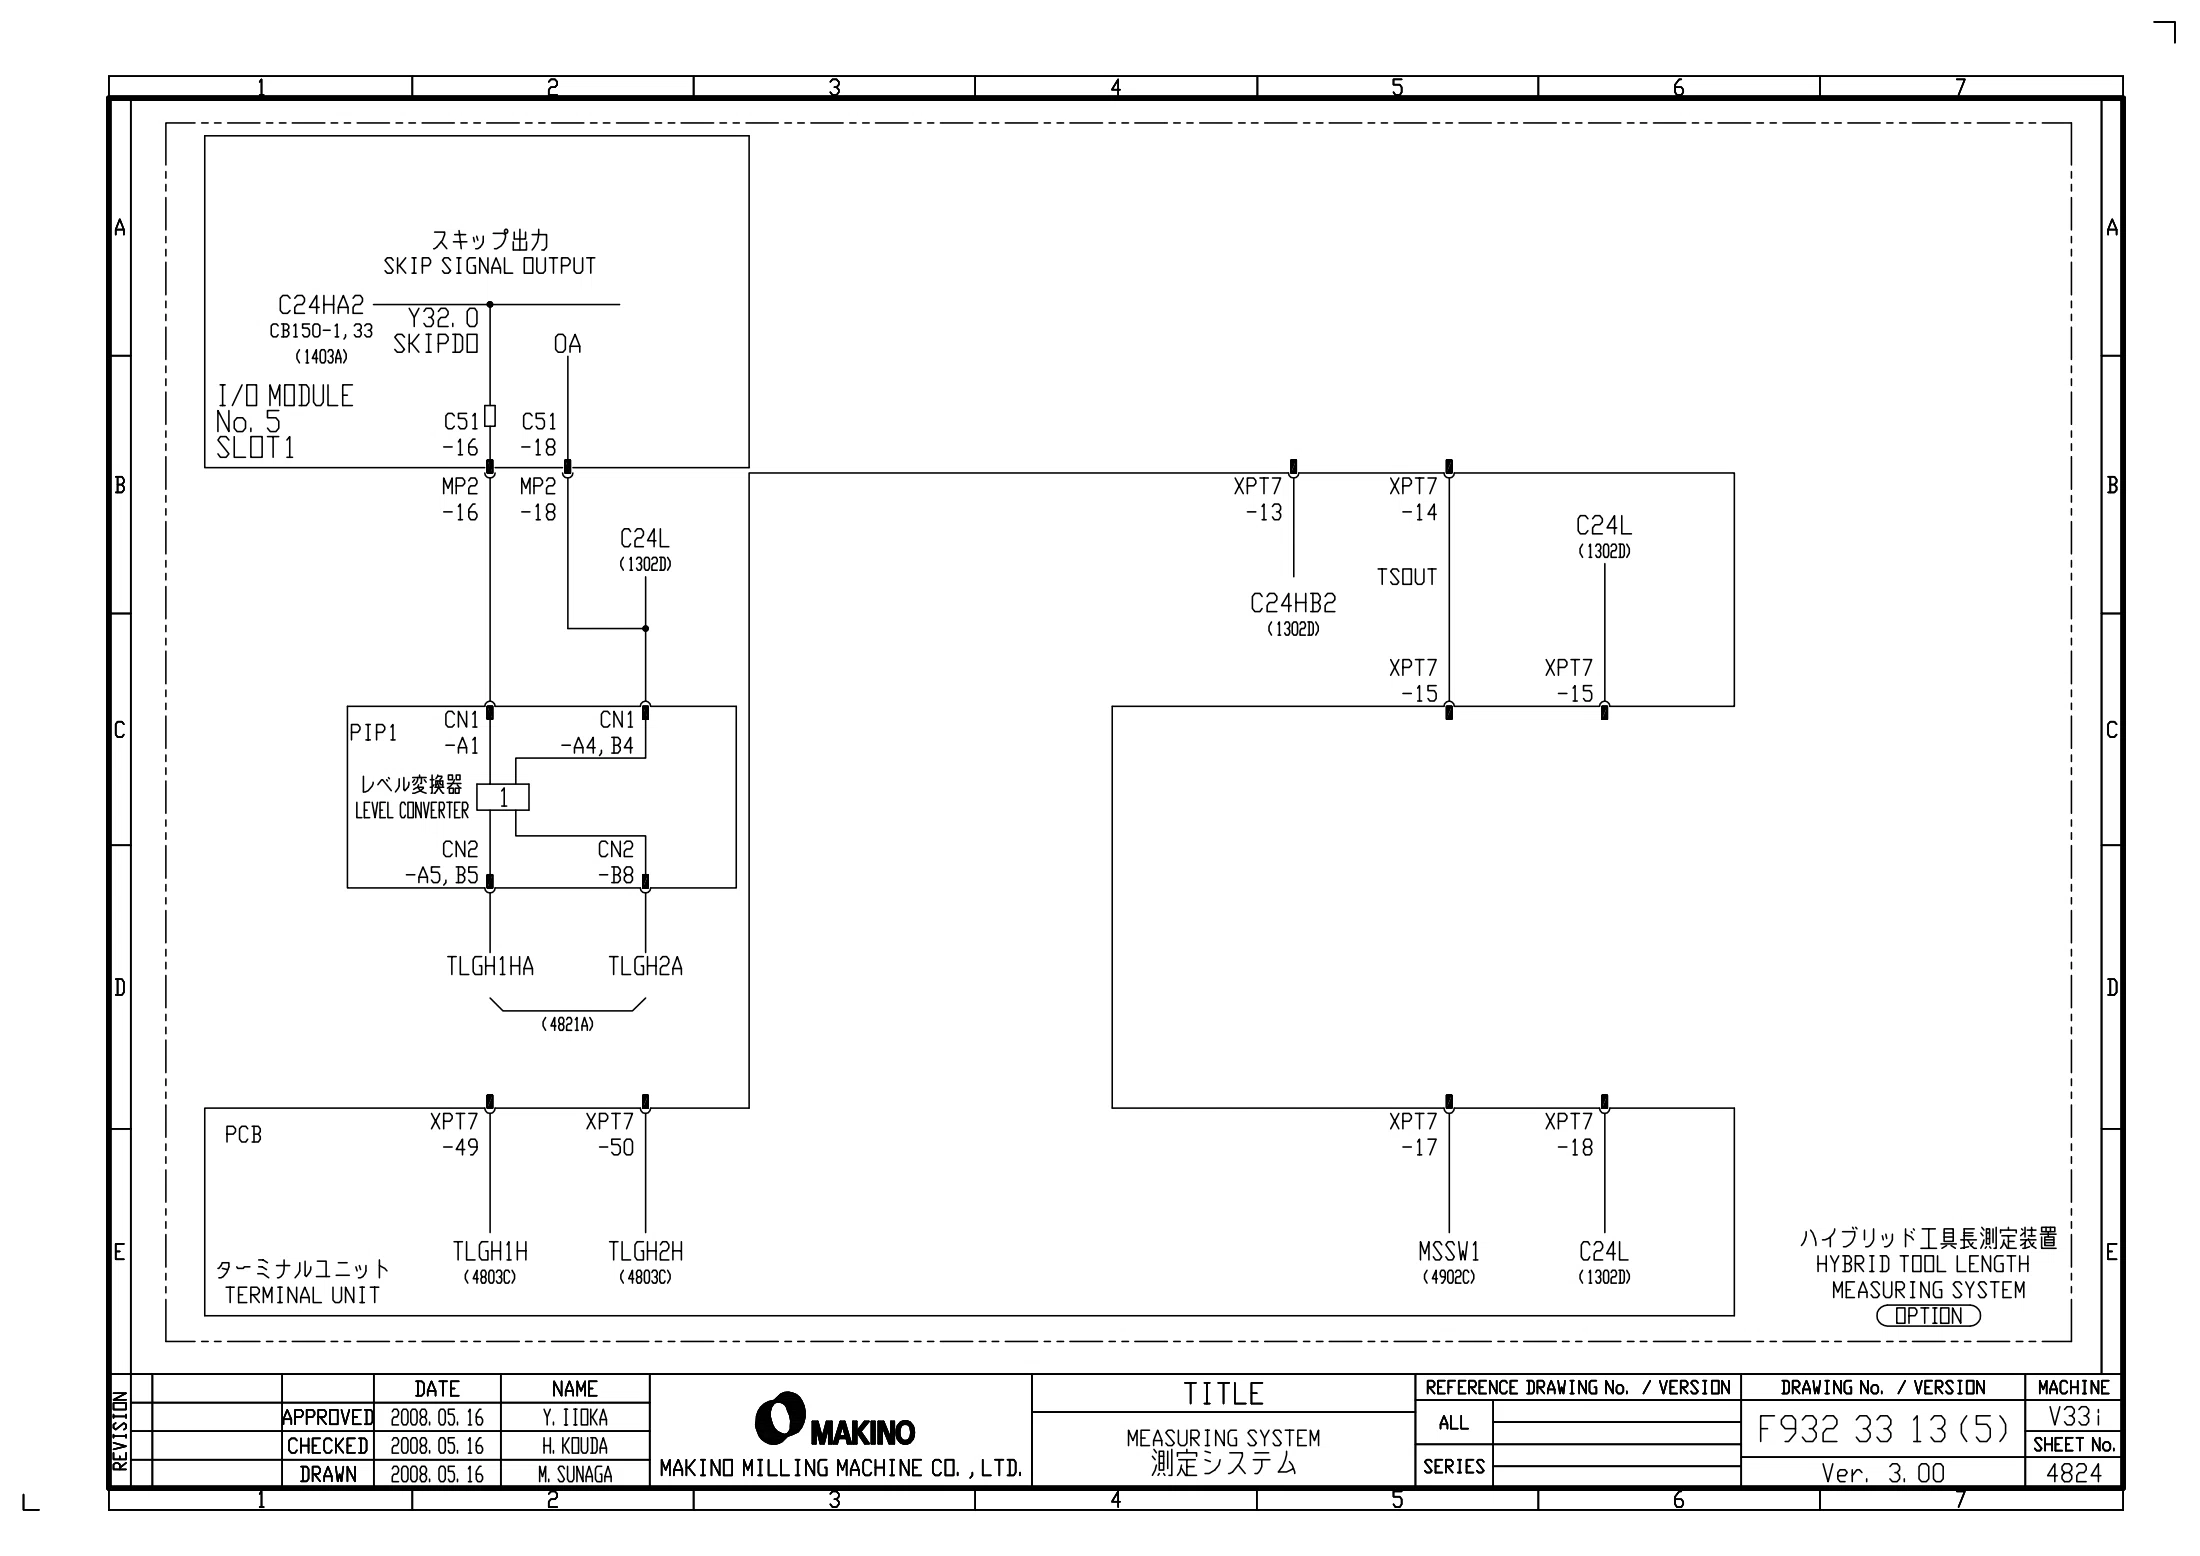 1 2 3 4 5 6 7
A
B
C
D
E
A
B
C
D
E
スキップ出力
SKIP SIGNAL OUTPUT
C24HA2
CB150-1,33
(1403A)
Y32.0
SKIPDO
0A
I/O MODULE
No.5
SLOT1
C51
-16
C51
-18
MP2
-16
MP2
-18
C24L
(1302D)
PIP1
CN1
-A1
CN1
-A4,B4
レベル変換器
LEVEL CONVERTER
1
CN2
-A5,B5
CN2
-B8
TLGH1HA
TLGH2A
(4821A)
PCB
XPT7
-49
XPT7
-50
TLGH1H
(4803C)
TLGH2H
(4803C)
ターミナルユニット
TERMINAL UNIT
XPT7
-13
XPT7
-14
C24L
(1302D)
TSOUT
C24HB2
(1302D)
XPT7
-15
XPT7
-15
XPT7
-17
XPT7
-18
MSSW1
(4902C)
C24L
(1302D)
ハイブリッド工具長測定装置
HYBRID TOOL LENGTH
MEASURING SYSTEM
OPTION
REVISION
DATE NAME
APPROVED 2008.05.16 Y.IIOKA
CHECKED 2008.05.16 H.KOUDA
DRAWN 2008.05.16 M.SUNAGA
MAKINO
MAKINO MILLING MACHINE CO.,LTD.
TITLE
MEASURING SYSTEM
測定システム
REFERENCE DRAWING No. / VERSION
ALL
SERIES
DRAWING No. / VERSION
F932 33 13(5)
Ver. 3.00
MACHINE
V33i
SHEET No.
4824
1 2 3 4 5 6 7